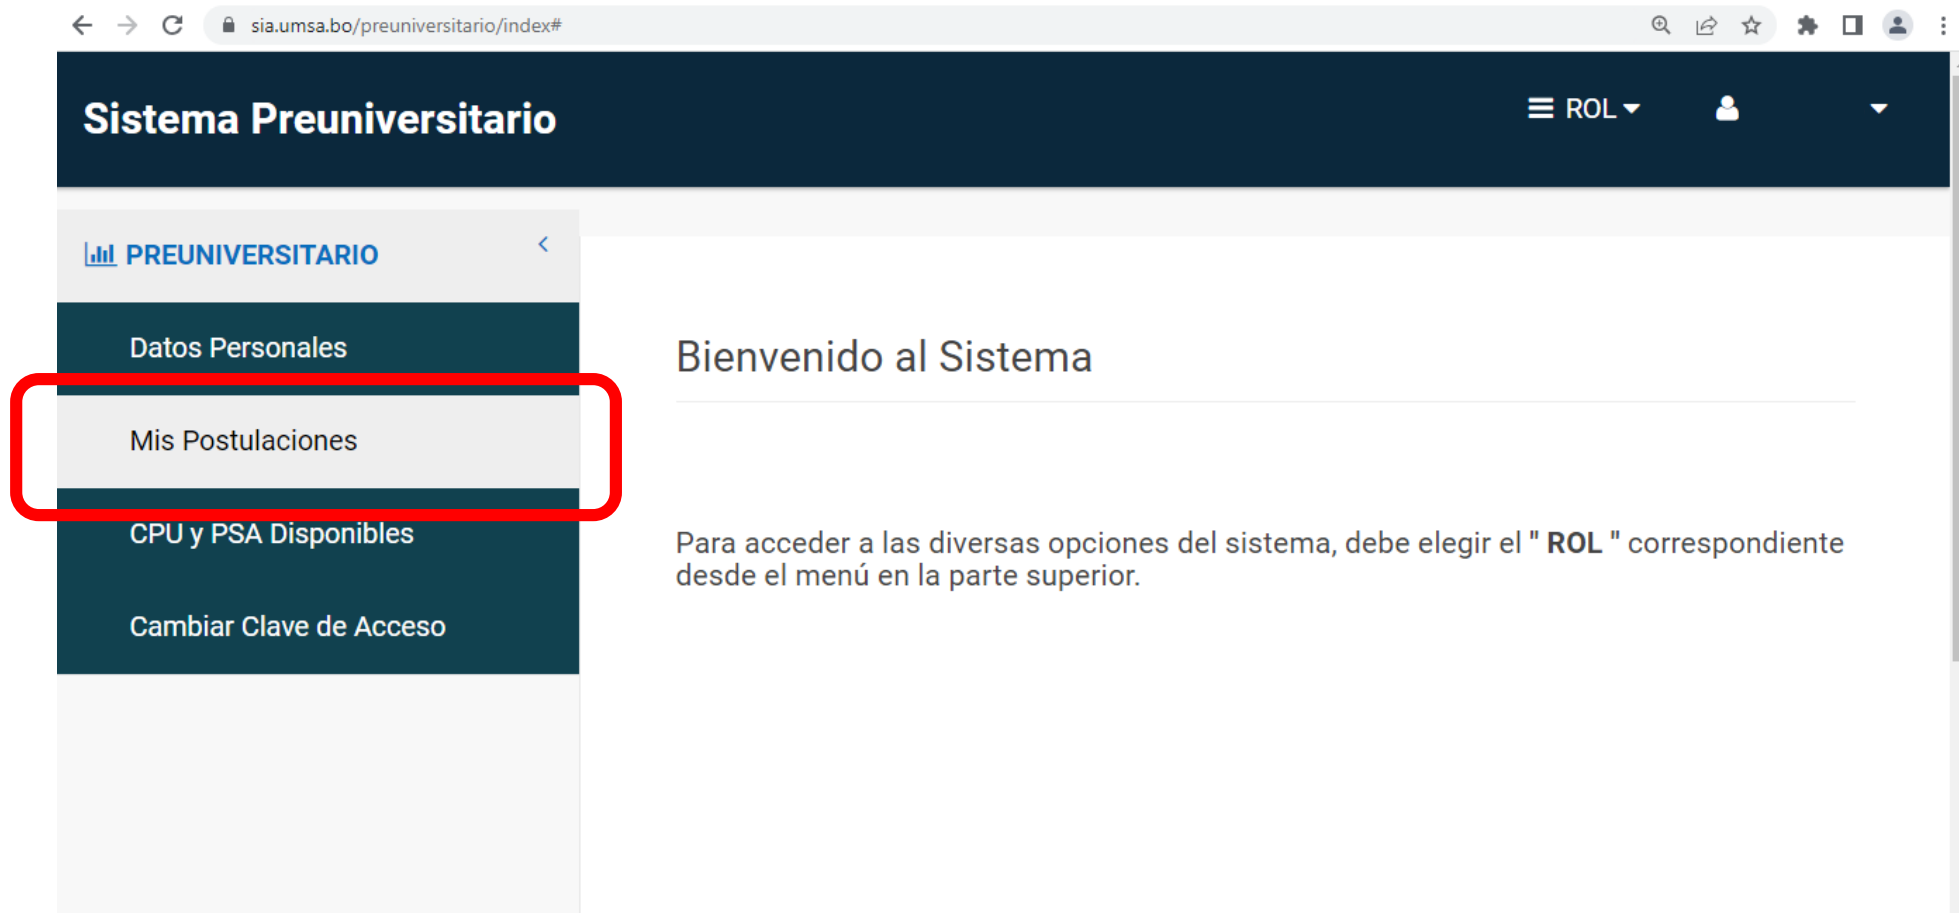 sia.umsa.bo/preuniversitario/index#
Sistema Preuniversitario
ROL
PREUNIVERSITARIO
Datos Personales
Mis Postulaciones
CPU y PSA Disponibles
Cambiar Clave de Acceso
Bienvenido al Sistema
Para acceder a las diversas opciones del sistema, debe elegir el " ROL " correspondiente
desde el menú en la parte superior.